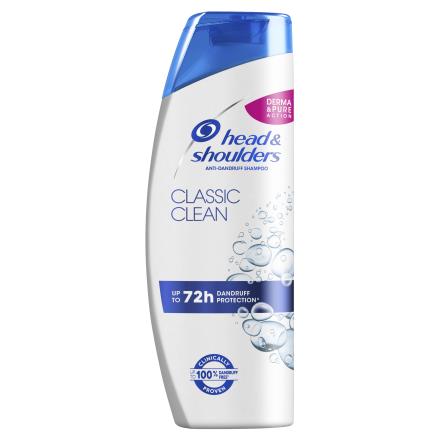 DERMA
&PURE
ACTION
head&
shoulders
ANTI-DANDRUFF SHAMPOO
CLASSIC
CLEAN
UP TO 72h DANDRUFF PROTECTION*
CLINICALLY
UP TO 100% DANDRUFF FREE*
PROVEN